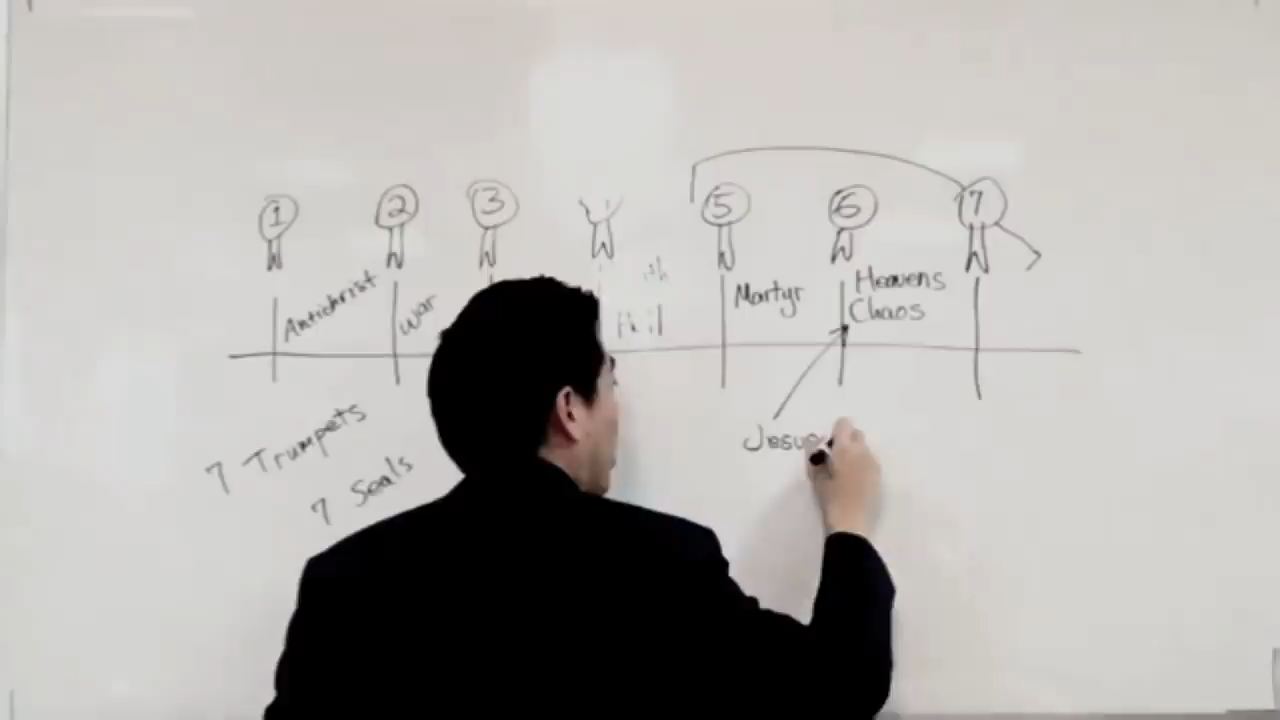 1 2 3 5 6 7
Antichrist
War
Martyr
Heavens
Chaos
7 Trumpets
7 Seals
Jesus